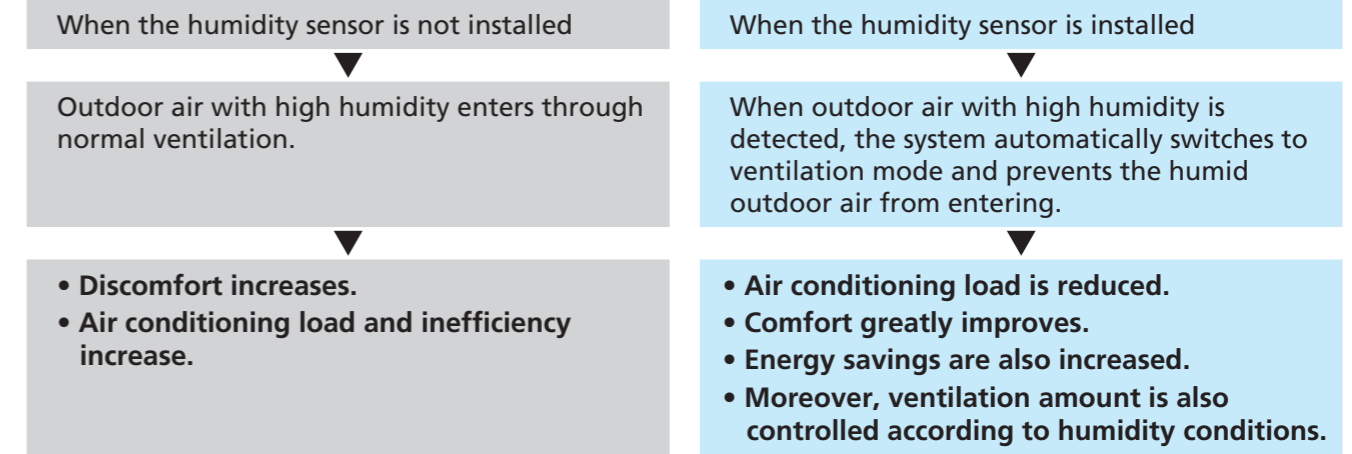 When the humidity sensor is not installed
Outdoor air with high humidity enters through
normal ventilation.
• Discomfort increases.
• Air conditioning load and inefficiency
increase.
When the humidity sensor is installed
When outdoor air with high humidity is
detected, the system automatically switches to
ventilation mode and prevents the humid
outdoor air from entering.
• Air conditioning load is reduced.
• Comfort greatly improves.
• Energy savings are also increased.
• Moreover, ventilation amount is also
controlled according to humidity conditions.